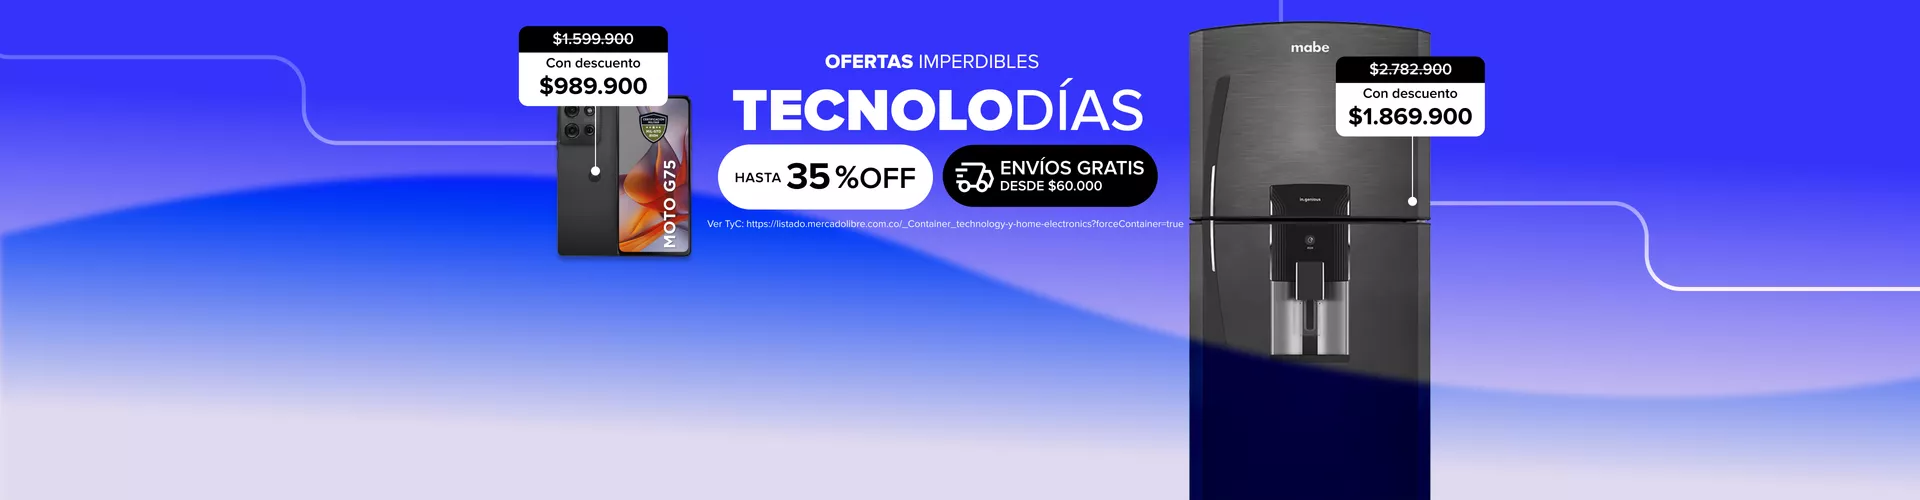 $1.599.900
Con descuento
$989.900
MOTO G75
OFERTAS IMPERDIBLES
TECNOLODÍAS
HASTA 35%OFF
ENVÍOS GRATIS
DESDE $60.000
Ver TyC: https://listado.mercadolibre.com.co/_Container_technology-y-home-electronics?forceContainer=true
mabe
$2.782.900
Con descuento
$1.869.900
in.genious